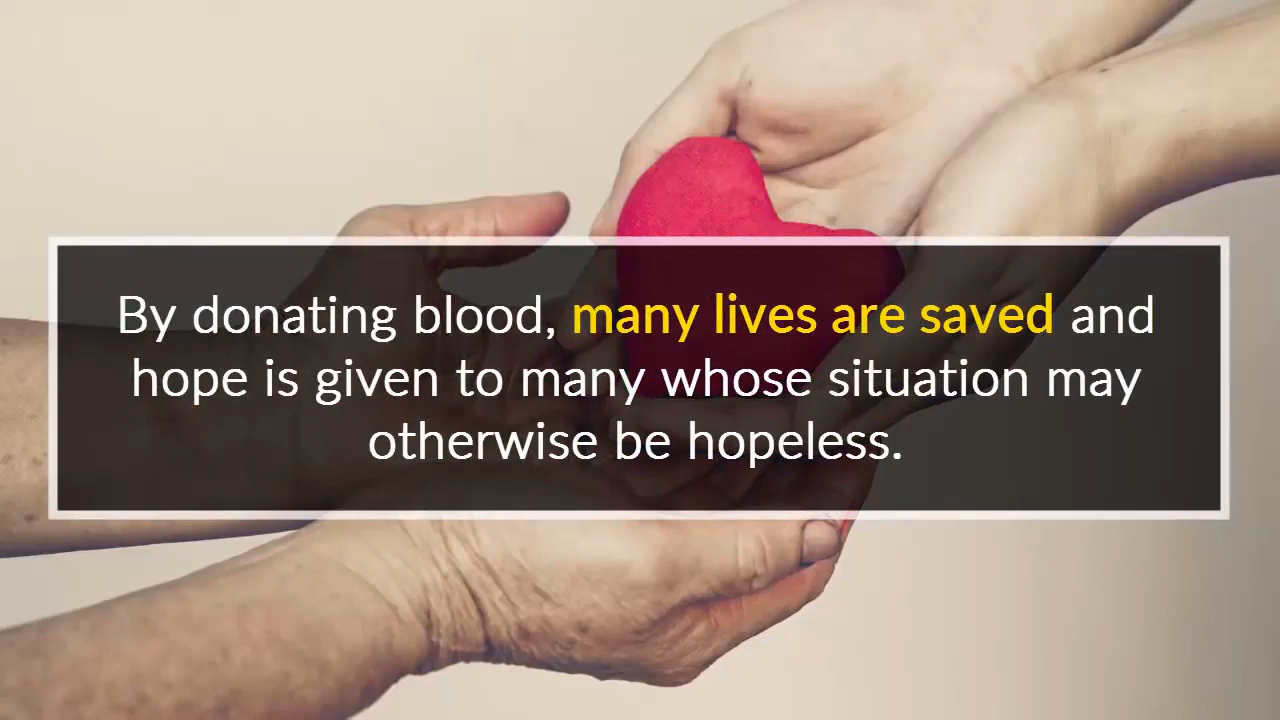 By donating blood, many lives are saved and
hope is given to many whose situation may
otherwise be hopeless.